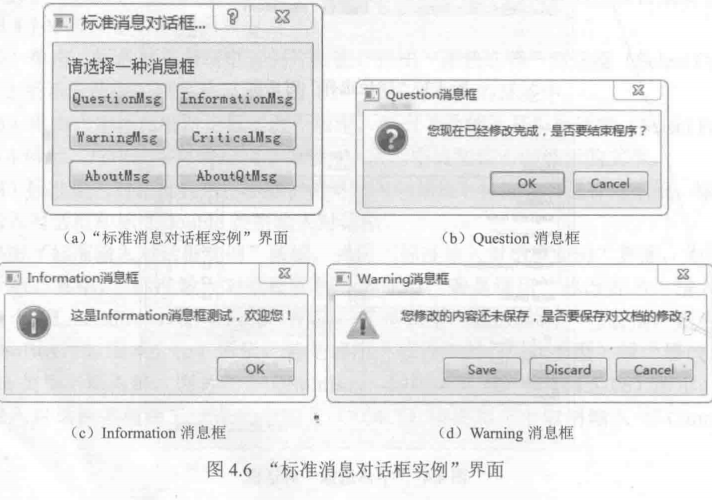 标准消息对话框...
请选择一种消息框
QuestionMsg InformationMsg
WarningMsg CriticalMsg
AboutMsg AboutQtMsg
(a)“标准消息对话框实例”界面
Question消息框
您现在已经修改完成，是否要结束程序？
OK Cancel
(b) Question 消息框
Information消息框
这是Information消息框测试，欢迎您！
OK
(c) Information 消息框
Warning消息框
您修改的内容还未保存，是否要保存对文档的修改？
Save Discard Cancel
(d) Warning 消息框
图 4.6 “标准消息对话框实例”界面